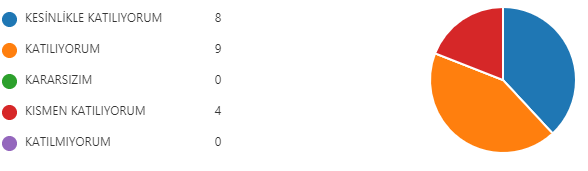 KESİNLİKLE KATILIYORUM 8
KATILIYORUM 9
KARARSIZIM 0
KISMEN KATILIYORUM 4
KATILMIYORUM 0